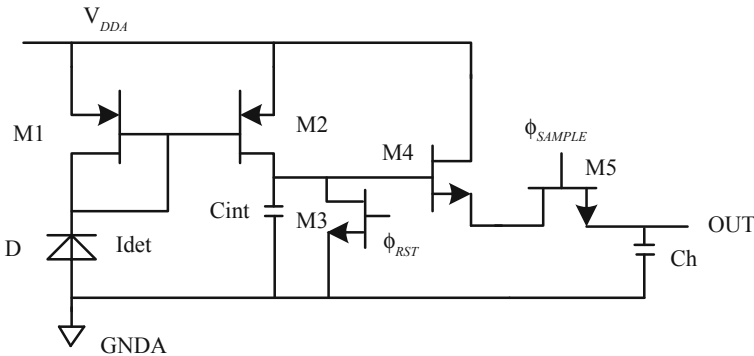 V_DDA
M1
M2
M4
ϕ_SAMPLE
M5
Cint
M3
ϕ_RST
OUT
D
Idet
Ch
GNDA